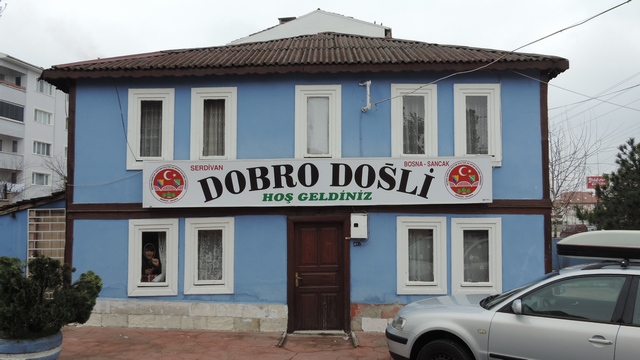 SERDİVAN
BOSNA - SANCAK
DOBRO DOŠLİ
HOŞ GELDİNİZ